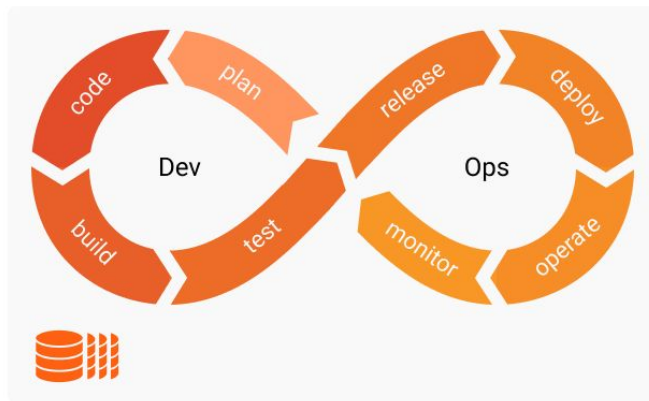 plan
code
build
test
release
deploy
operate
monitor
Dev
Ops